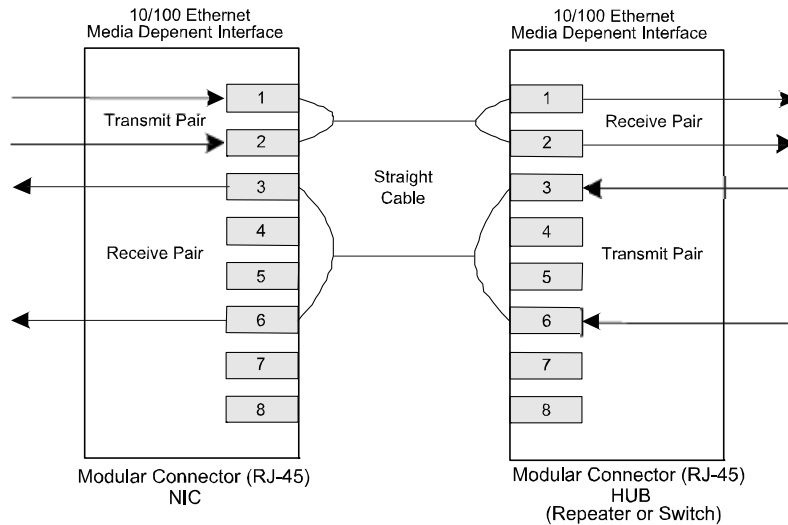 10/100 Ethernet
Media Depenent Interface
1
Transmit Pair
2
3
4
Receive Pair
5
6
7
8
Modular Connector (RJ-45)
NIC
Straight
Cable
10/100 Ethernet
Media Depenent Interface
1
Receive Pair
2
3
4
Transmit Pair
5
6
7
8
Modular Connector (RJ-45)
HUB
(Repeater or Switch)